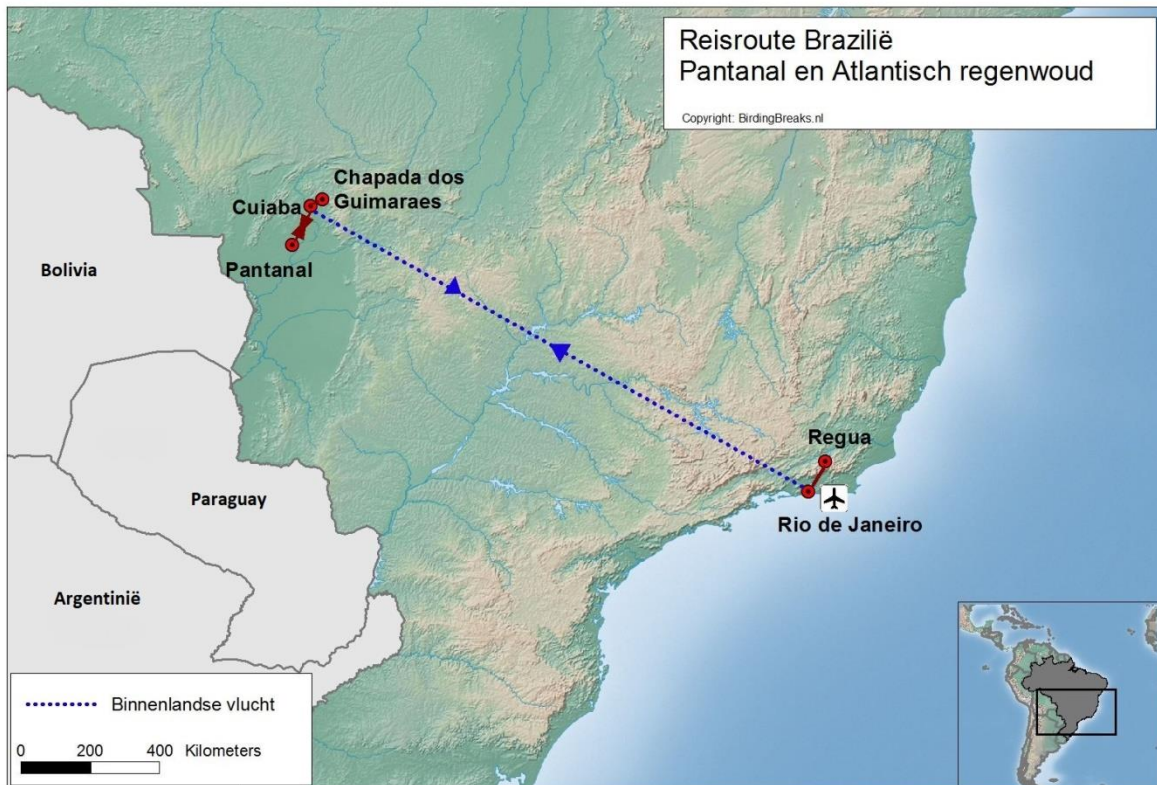 Reisroute Brazilië
Pantanal en Atlantisch regenwoud
Copyright: BirdingBreaks.nl
Chapada dos
Guimaraes
Cuiaba
Pantanal
Bolivia
Regua
Paraguay
Rio de Janeiro
Argentinië
Binnenlandse vlucht
0 200 400 Kilometers